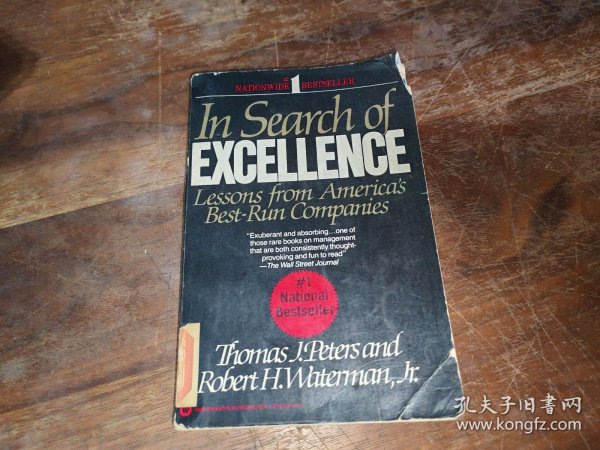 NATIONWIDE #1 BESTSELLER
In Search of
EXCELLENCE
Lessons from America's
Best-Run Companies
"Exuberant and absorbing...one of
those rare books on management
that are both consistently thought-
provoking and fun to read"
—The Wall Street Journal
#1
National
Bestseller
Thomas J. Peters and
Robert H. Waterman, Jr.
孔夫子旧书网
www.kongfz.com